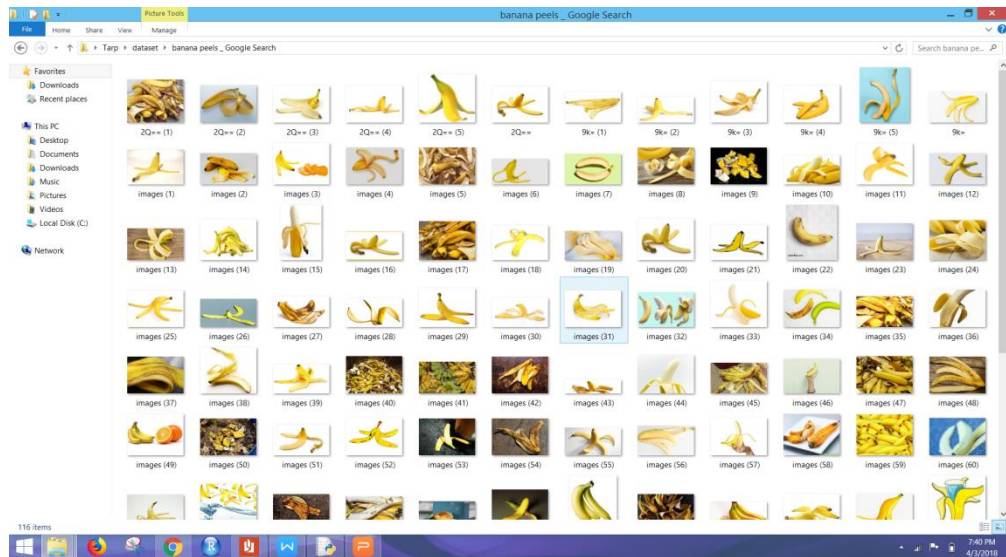 Picture Tools
banana peels _ Google Search
File Home Share View Manage
Tarp dataset banana peels _ Google Search
Search banana pe...
Favorites
Downloads
Recent places
This PC
Desktop
Documents
Downloads
Music
Pictures
Videos
Local Disk (C:)
Network
2Q== (1) 2Q== (2) 2Q== (3) 2Q== (4) 2Q== (5) 2Q== 9k= (1) 9k= (2) 9k= (3) 9k= (4) 9k= (5) 9k=
images (1) images (2) images (3) images (4) images (5) images (6) images (7) images (8) images (9) images (10) images (11) images (12)
images (13) images (14) images (15) images (16) images (17) images (18) images (19) images (20) images (21) images (22) images (23) images (24)
images (25) images (26) images (27) images (28) images (29) images (30) images (31) images (32) images (33) images (34) images (35) images (36)
images (37) images (38) images (39) images (40) images (41) images (42) images (43) images (44) images (45) images (46) images (47) images (48)
images (49) images (50) images (51) images (52) images (53) images (54) images (55) images (56) images (57) images (58) images (59) images (60)
116 items
7:40 PM
4/3/2018